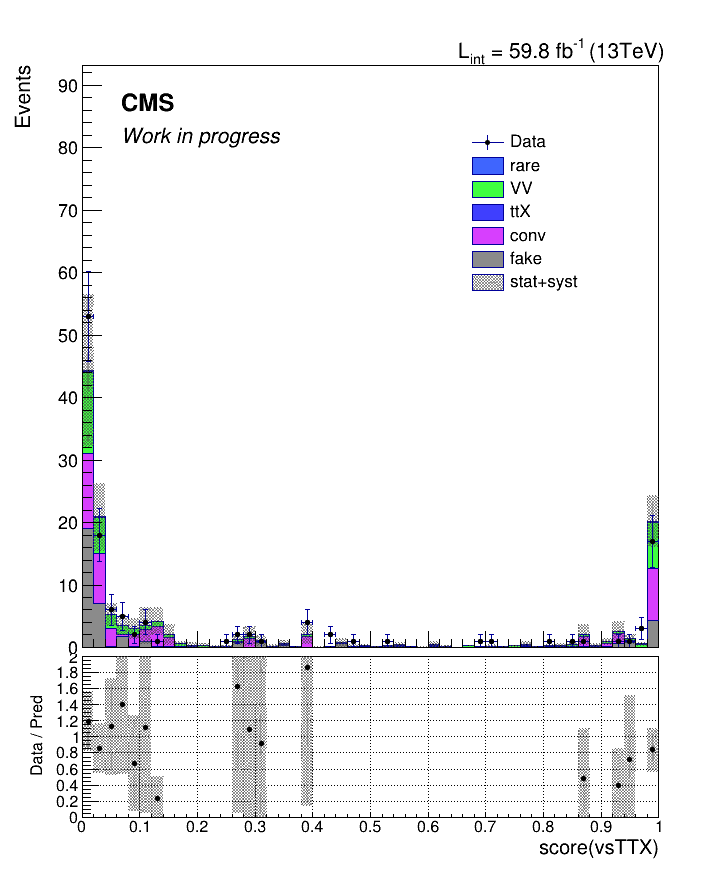 L_int = 59.8 fb^-1 (13TeV)
Events
CMS
Work in progress
Data
rare
VV
ttX
conv
fake
stat+syst
90
80
70
60
50
40
30
20
10
0
Data / Pred
2
1.8
1.6
1.4
1.2
1
0.8
0.6
0.4
0.2
0
0 0.1 0.2 0.3 0.4 0.5 0.6 0.7 0.8 0.9 1
score(vsTTX)